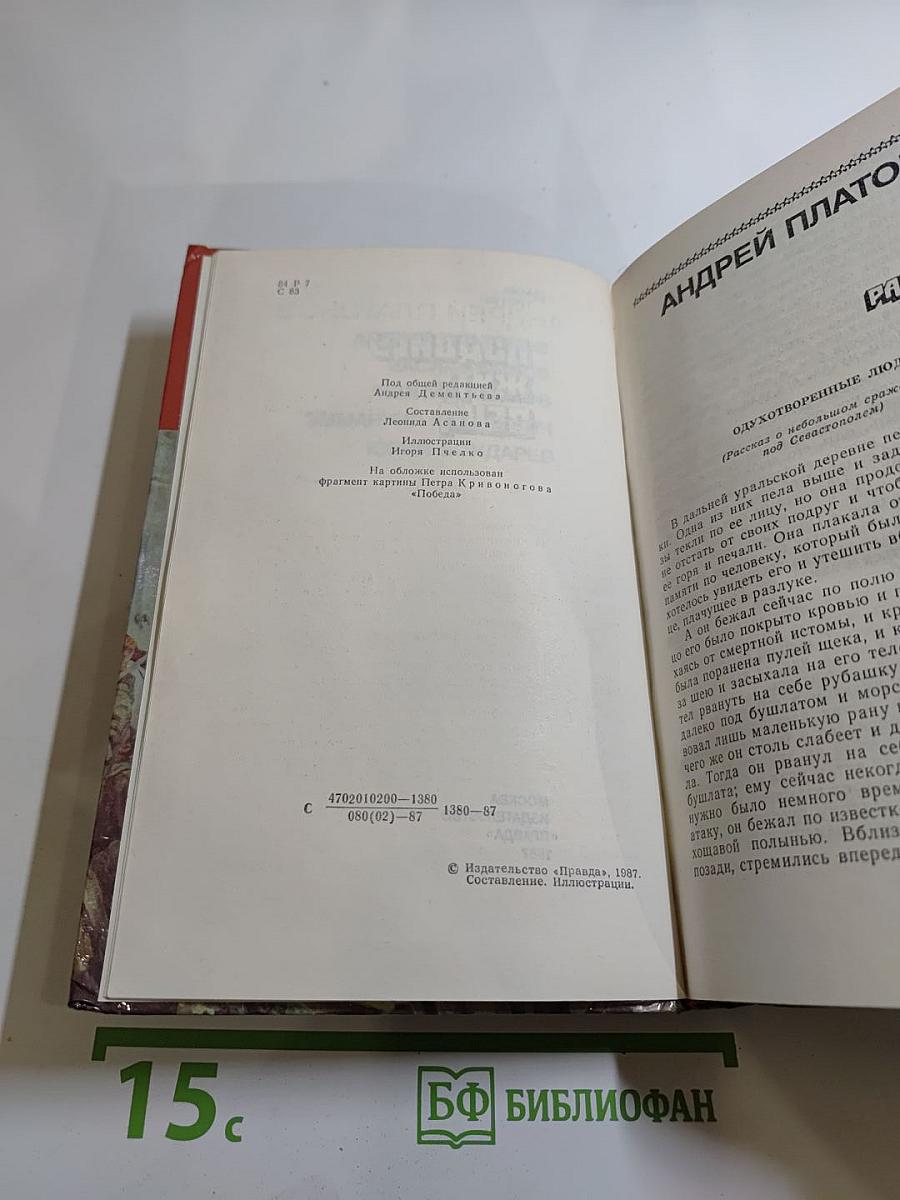 84 Р 7
С 83
Под общей редакцией
Андрея Дементьева
Составление
Леонида Асанова
Иллюстрации
Игоря Пчелко
На обложке использован
фрагмент картины Петра Кривоногова
«Победа»
С 4702010200—1380
080(02)—87
1380—87
© Издательство «Правда», 1987.
Составление. Иллюстрации.
АНДРЕЙ ПЛАТО
РА
ОДУХОТВОРЕННЫЕ ЛЮД
(Рассказ о небольшом сраж
под Севастополем)
В дальней уральской деревне пе
ки. Одна из них пела выше и зад
зы текли по ее лицу, но она продо
не отстать от своих подруг и чтоб
ее горя и печали. Она плакала о
памяти по человеку, который был
хотелось увидеть его и утешить вб
це, плачущее в разлуке.
А он бежал сейчас по полю
цо его было покрыто кровью и п
хаясь от смертной истомы, и кр
была поранена пулей щека, и к
за шею и засыхала на его теле
тел рвануть на себе рубашку,
далеко под бушлатом и морс
вовал лишь маленькую рану н
чего же он столь слабеет и д
ла. Тогда он рванул на себ
бушлата; ему сейчас некогд
нужно было немного врем
атаку, он бежал по известк
хощавой полынью. Вблиз
позади, стремились вперед
15 с
БФ БИБЛИОФАН